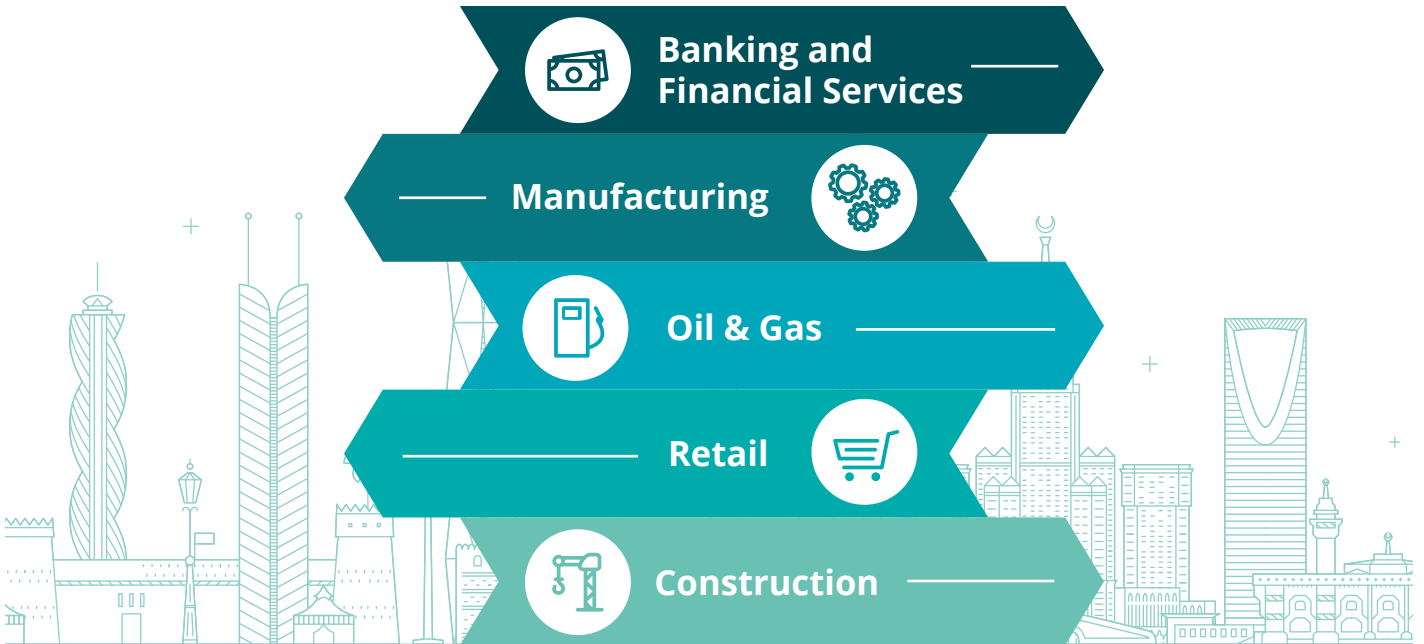 Banking and
Financial Services
Manufacturing
Oil & Gas
Retail
Construction